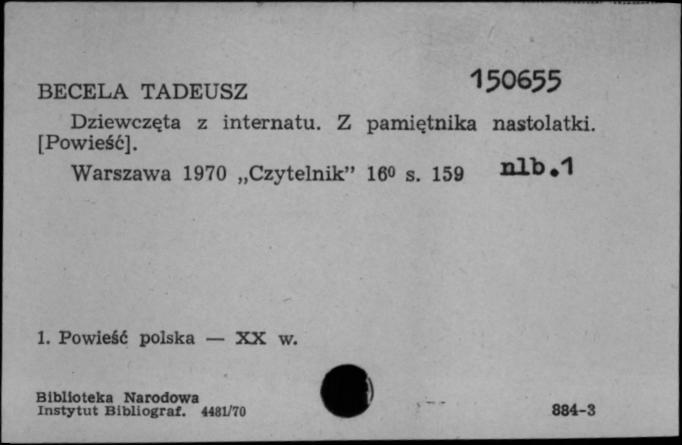 BECELA TADEUSZ 150655
Dziewczęta z internatu. Z pamiętnika nastolatki.
[Powieść].
Warszawa 1970 „Czytelnik” 16⁰ s. 159 nlb.1
1. Powieść polska — XX w.
Biblioteka Narodowa
Instytut Bibliograf. 4481/70 884-3